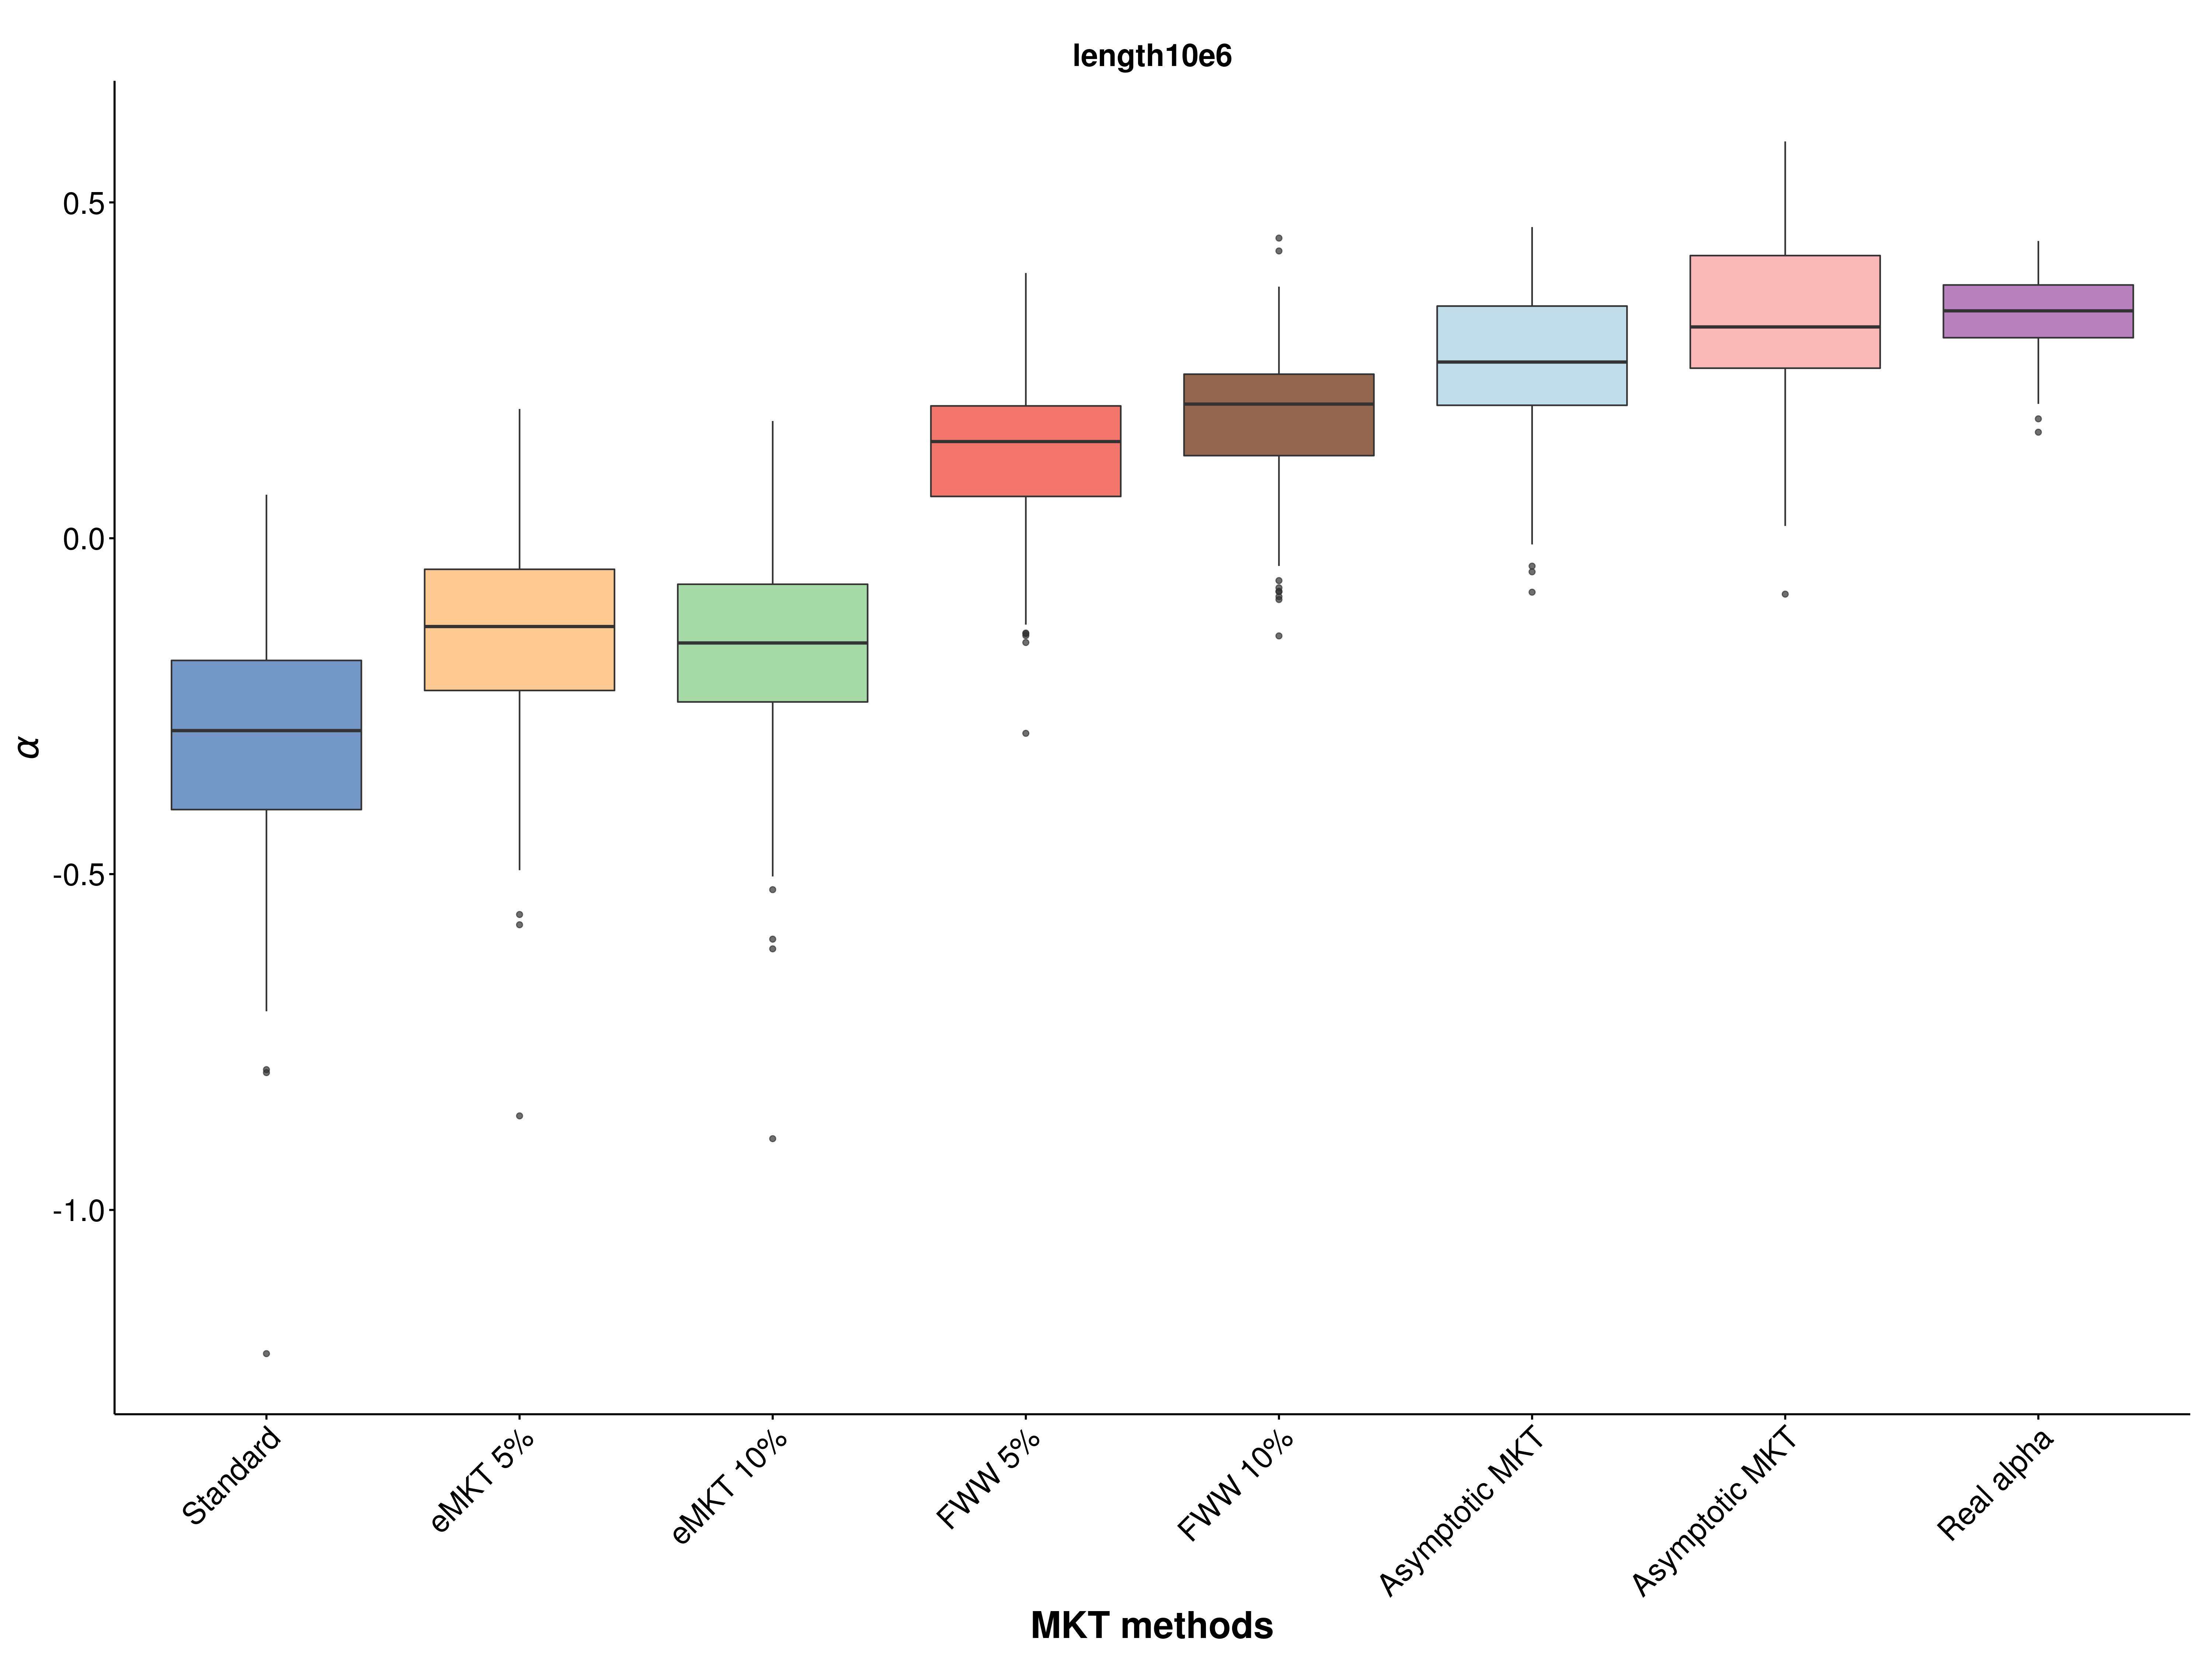 length10e6
α
0.5
0.0
-0.5
-1.0
Standard
eMKT 5%
eMKT 10%
FWW 5%
FWW 10%
Asymptotic MKT
Asymptotic MKT
Real alpha
MKT methods